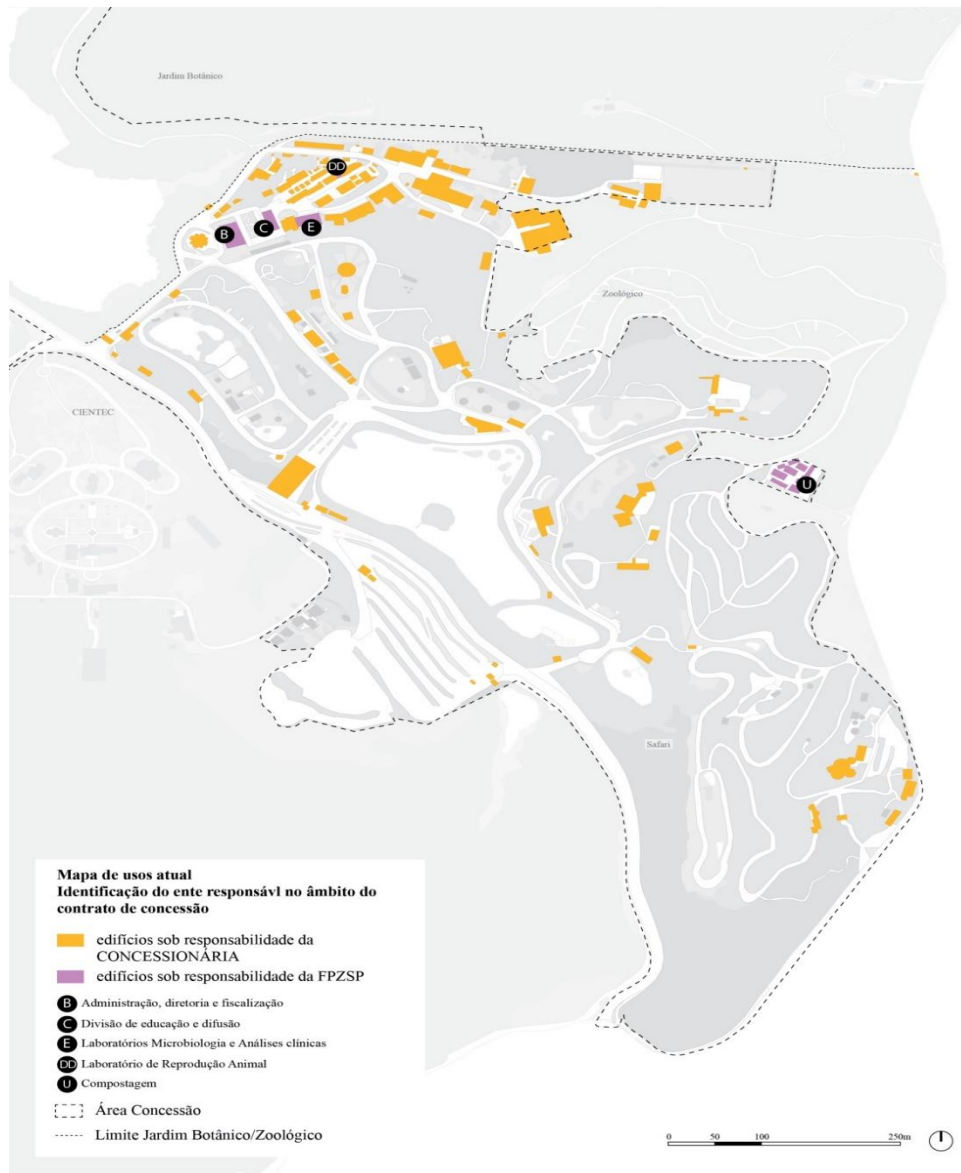 Jardim Botânico
DD
B
C
E
Zoológico
CIENTEC
U
Safari
Mapa de usos atual
Identificação do ente responsávl no âmbito do
contrato de concessão
edifícios sob responsabilidade da
CONCESSIONÁRIA
edifícios sob responsabilidade da FPZSP
B Administração, diretoria e fiscalização
C Divisão de educação e difusão
E Laboratórios Microbiologia e Análises clínicas
DD Laboratório de Reprodução Animal
U Compostagem
Área Concessão
Limite Jardim Botânico/Zoológico
0 50 100 250m